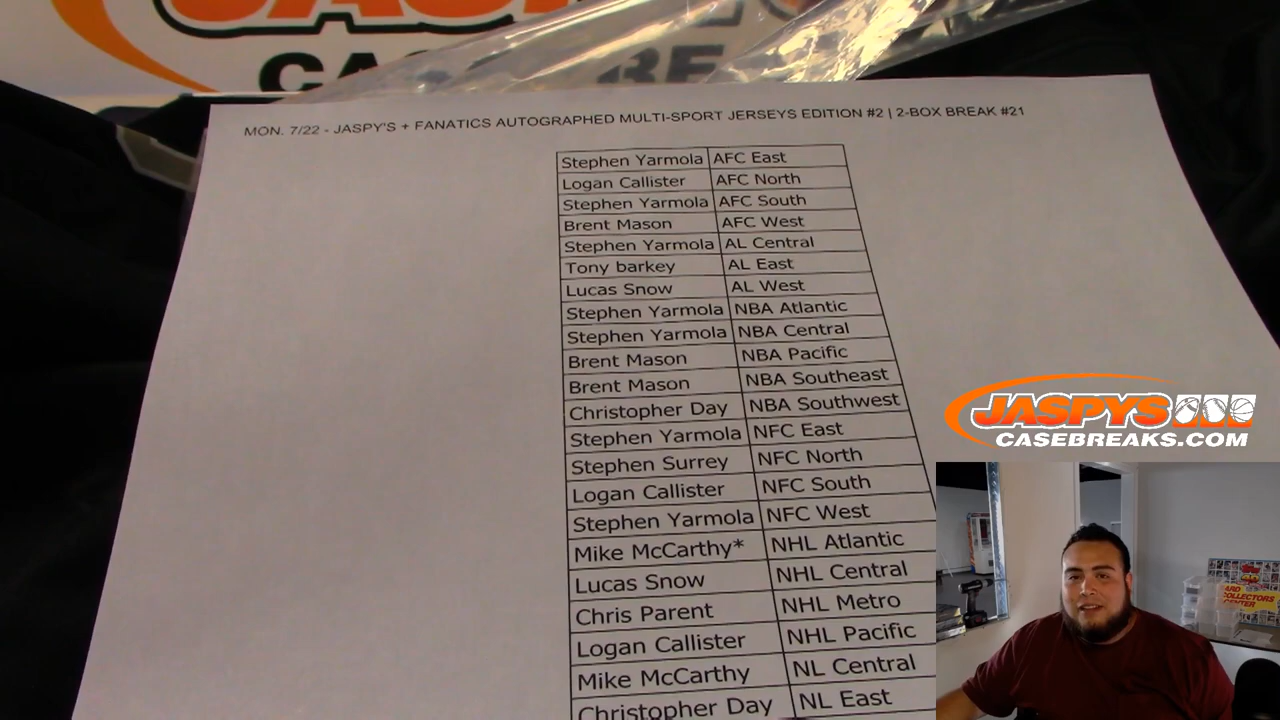 CA BRE
MON. 7/22 - JASPY'S + FANATICS AUTOGRAPHED MULTI-SPORT JERSEYS EDITION #2 | 2-BOX BREAK #21
Stephen Yarmola AFC East
Logan Callister AFC North
Stephen Yarmola AFC South
Brent Mason AFC West
Stephen Yarmola AL Central
Tony barkey AL East
Lucas Snow AL West
Stephen Yarmola NBA Atlantic
Stephen Yarmola NBA Central
Brent Mason NBA Pacific
Brent Mason NBA Southeast
Christopher Day NBA Southwest
Stephen Yarmola NFC East
Stephen Surrey NFC North
Logan Callister NFC South
Stephen Yarmola NFC West
Mike McCarthy* NHL Atlantic
Lucas Snow NHL Central
Chris Parent NHL Metro
Logan Callister NHL Pacific
Mike McCarthy NL Central
Christopher Day NL East
JASPYS
CASEBREAKS.COM
Topps
COLLECTORS
CENTER